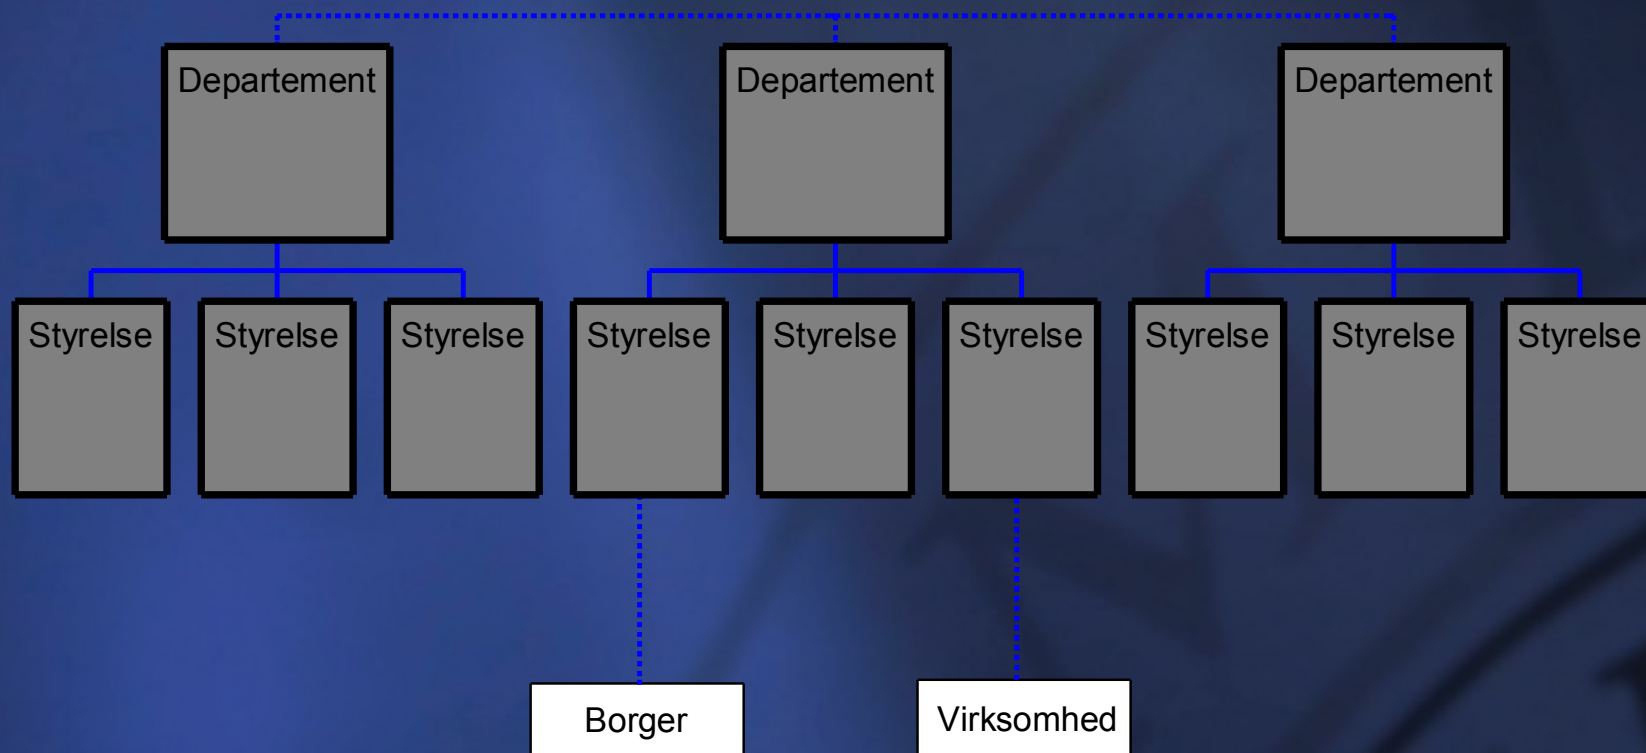 Departement
Departement
Departement
Styrelse
Styrelse
Styrelse
Styrelse
Styrelse
Styrelse
Styrelse
Styrelse
Styrelse
Borger
Virksomhed